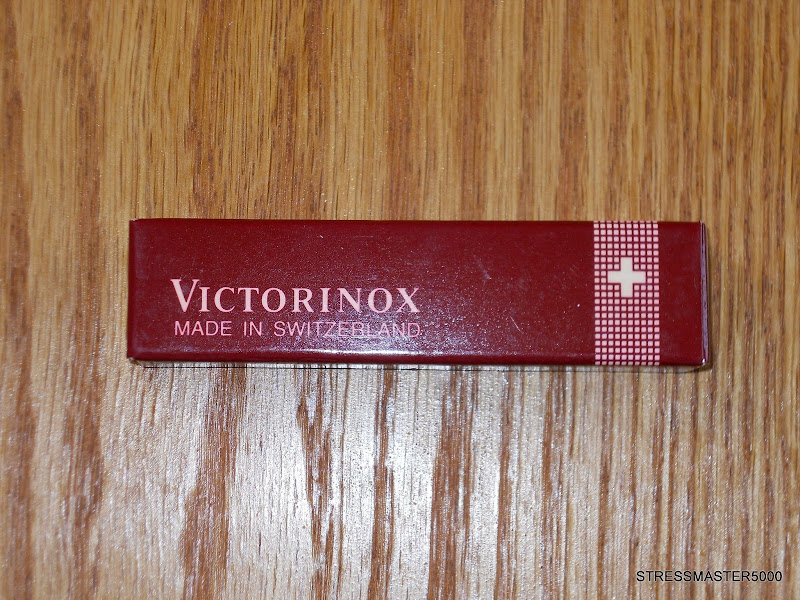 VICTORINOX
MADE IN SWITZERLAND
STRESSMASTER5000